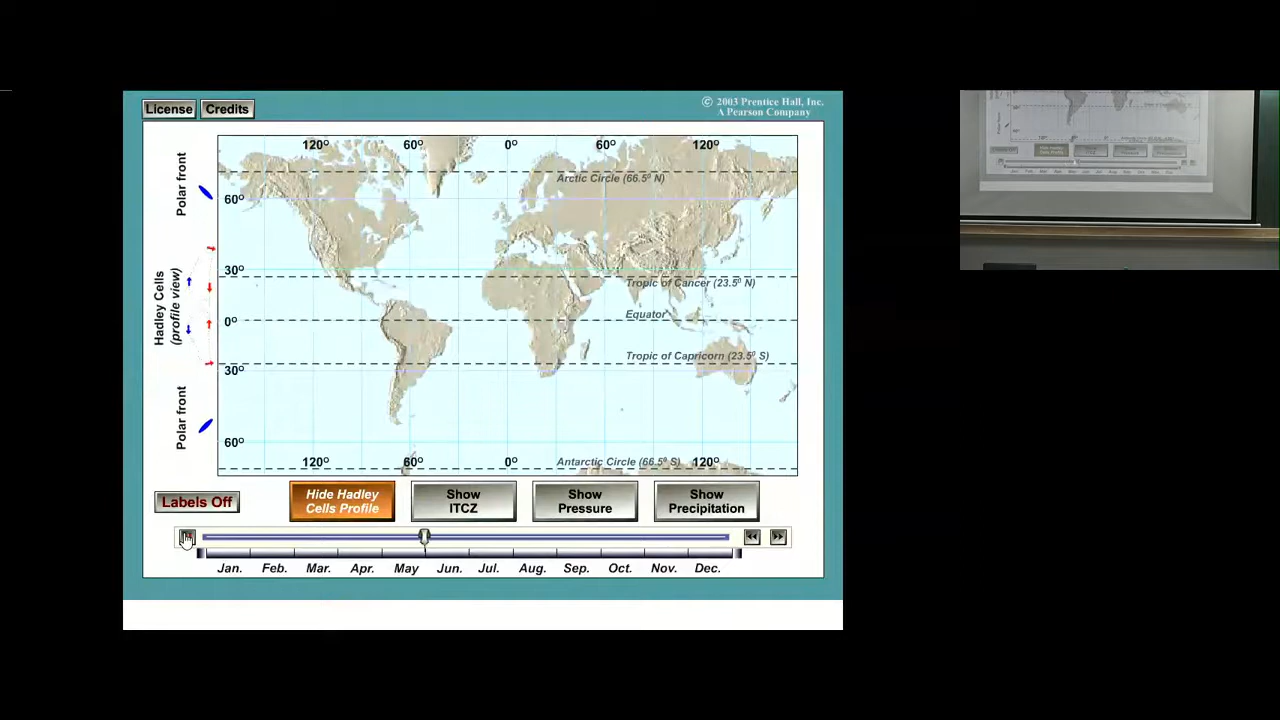 License Credits
© 2003 Prentice Hall, Inc.
A Pearson Company
120° 60° 0° 60° 120°
Polar front
Arctic Circle (66.5° N)
60°
30°
Tropic of Cancer (23.5° N)
Hadley Cells
(profile view)
0°
Equator
Tropic of Capricorn (23.5° S)
30°
Polar front
60°
120° 60° 0° Antarctic Circle (66.5° S) 120°
Labels Off
Hide Hadley
Cells Profile
Show
ITCZ
Show
Pressure
Show
Precipitation
Jan. Feb. Mar. Apr. May Jun. Jul. Aug. Sep. Oct. Nov. Dec.